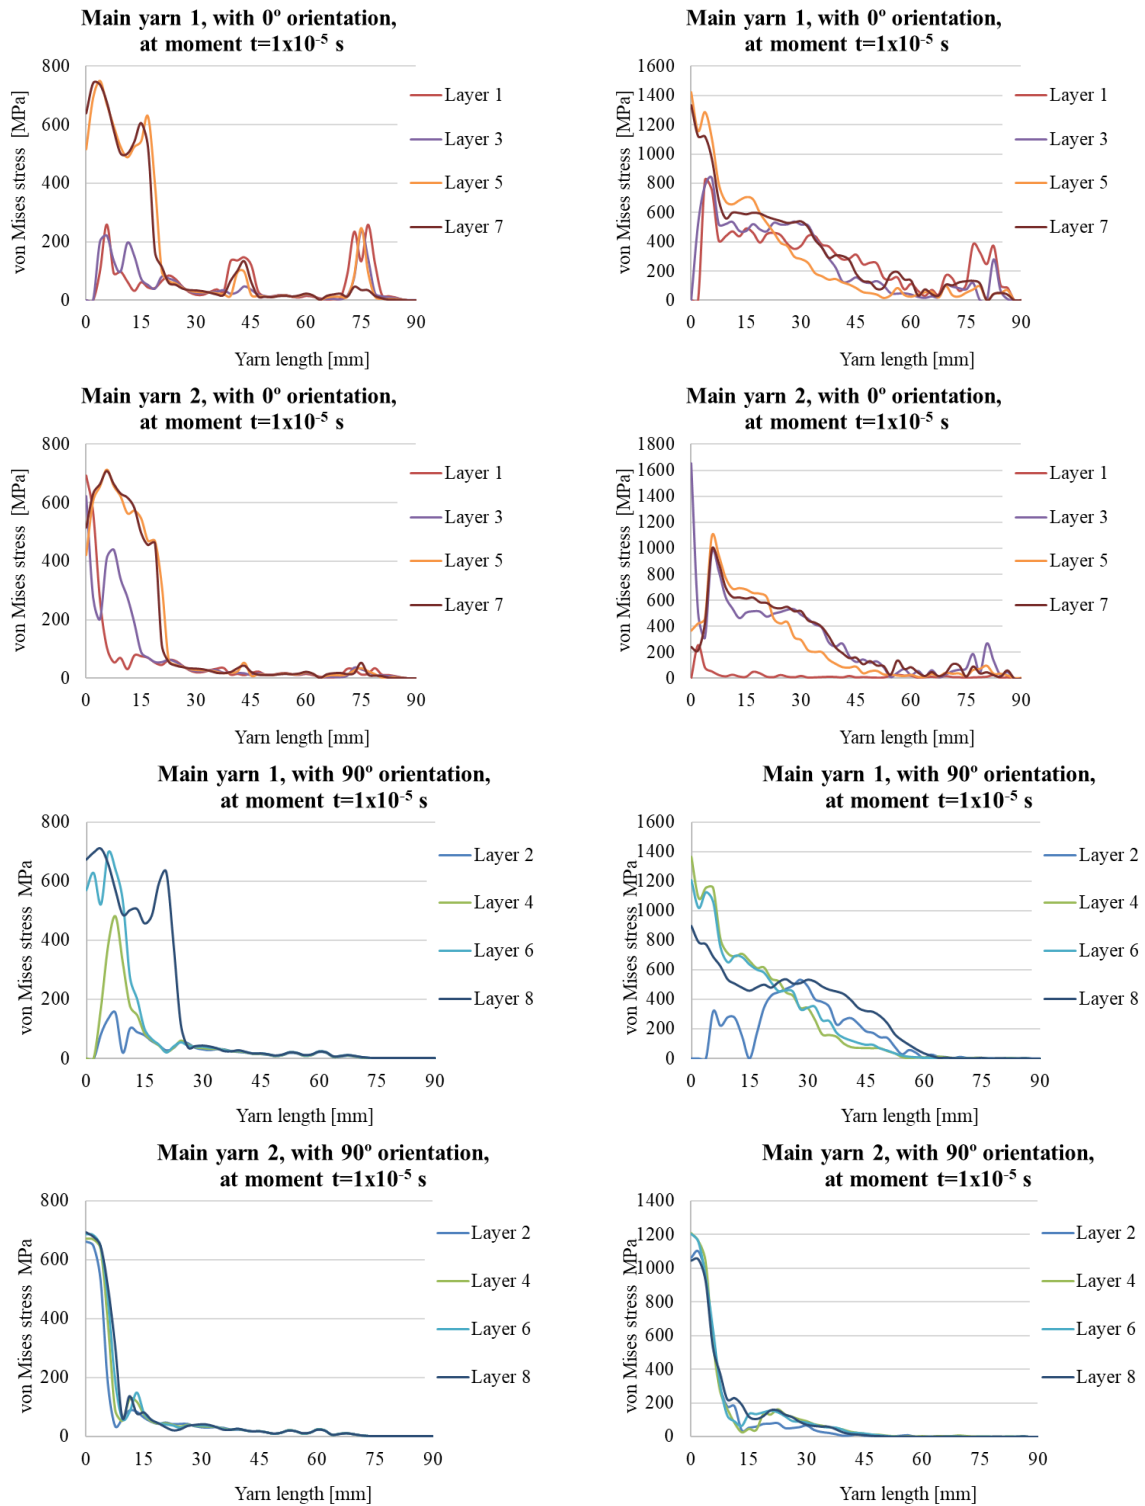 Main yarn 1, with 0º orientation,
at moment t=1x10⁻⁵ s
800
600
400
200
0
von Mises stress [MPa]
0 15 30 45 60 75 90
Yarn length [mm]
Layer 1
Layer 3
Layer 5
Layer 7
Main yarn 1, with 0º orientation,
at moment t=1x10⁻⁵ s
1600
1400
1200
1000
800
600
400
200
0
von Mises stress [MPa]
0 15 30 45 60 75 90
Yarn length [mm]
Layer 1
Layer 3
Layer 5
Layer 7
Main yarn 2, with 0º orientation,
at moment t=1x10⁻⁵ s
800
600
400
200
0
von Mises stress [MPa]
0 15 30 45 60 75 90
Yarn length [mm]
Layer 1
Layer 3
Layer 5
Layer 7
Main yarn 2, with 0º orientation,
at moment t=1x10⁻⁵ s
1800
1600
1400
1200
1000
800
600
400
200
0
von Mises stress [MPa]
0 15 30 45 60 75 90
Yarn length [mm]
Layer 1
Layer 3
Layer 5
Layer 7
Main yarn 1, with 90º orientation,
at moment t=1x10⁻⁵ s
800
600
400
200
0
von Mises stress MPa
0 15 30 45 60 75 90
Yarn length [mm]
Layer 2
Layer 4
Layer 6
Layer 8
Main yarn 1, with 90º orientation,
at moment t=1x10⁻⁵ s
1600
1400
1200
1000
800
600
400
200
0
von Mises stress MPa
0 15 30 45 60 75 90
Yarn length [mm]
Layer 2
Layer 4
Layer 6
Layer 8
Main yarn 2, with 90º orientation,
at moment t=1x10⁻⁵ s
800
600
400
200
0
von Mises stress MPa
0 15 30 45 60 75 90
Yarn length [mm]
Layer 2
Layer 4
Layer 6
Layer 8
Main yarn 2, with 90º orientation,
at moment t=1x10⁻⁵ s
1400
1200
1000
800
600
400
200
0
von Mises stress MPa
0 15 30 45 60 75 90
Yarn length [mm]
Layer 2
Layer 4
Layer 6
Layer 8